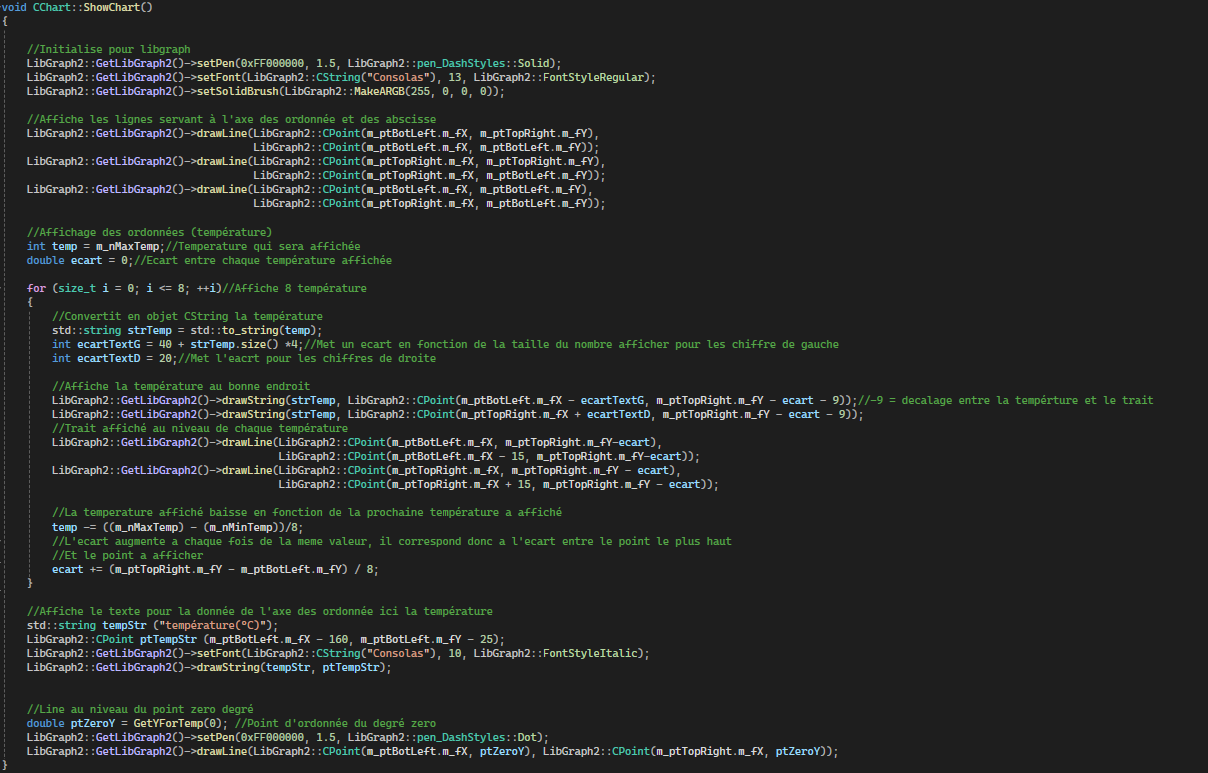 void CChart::ShowChart()
{
//Initialise pour libgraph
LibGraph2::GetLibGraph2()->setPen(0xFF000000, 1.5, LibGraph2::pen_DashStyles::Solid);
LibGraph2::GetLibGraph2()->setFont(LibGraph2::CString("Consolas"), 13, LibGraph2::FontStyleRegular);
LibGraph2::GetLibGraph2()->setSolidBrush(LibGraph2::MakeARGB(255, 0, 0, 0));
//Affiche les lignes servant à l'axe des ordonnée et des abscisse
LibGraph2::GetLibGraph2()->drawLine(LibGraph2::CPoint(m_ptBotLeft.m_fX, m_ptTopRight.m_fY),
LibGraph2::CPoint(m_ptBotLeft.m_fX, m_ptBotLeft.m_fY));
LibGraph2::GetLibGraph2()->drawLine(LibGraph2::CPoint(m_ptTopRight.m_fX, m_ptTopRight.m_fY),
LibGraph2::CPoint(m_ptTopRight.m_fX, m_ptBotLeft.m_fY));
LibGraph2::GetLibGraph2()->drawLine(LibGraph2::CPoint(m_ptBotLeft.m_fX, m_ptBotLeft.m_fY),
LibGraph2::CPoint(m_ptTopRight.m_fX, m_ptBotLeft.m_fY));
//Affichage des ordonnées (température)
int temp = m_nMaxTemp;//Temperature qui sera affichée
double ecart = 0;//Ecart entre chaque température affichée
for (size_t i = 0; i <= 8; ++i)//Affiche 8 température
{
//Convertit en objet CString la température
std::string strTemp = std::to_string(temp);
int ecartTextG = 40 + strTemp.size() *4;//Met un ecart en fonction de la taille du nombre afficher pour les chiffre de gauche
int ecartTextD = 20;//Met l'eacrt pour les chiffres de droite
//Affiche la température au bonne endroit
LibGraph2::GetLibGraph2()->drawString(strTemp, LibGraph2::CPoint(m_ptBotLeft.m_fX - ecartTextG, m_ptTopRight.m_fY - ecart - 9));//-9 = decalage entre la tempérture et le trait
LibGraph2::GetLibGraph2()->drawString(strTemp, LibGraph2::CPoint(m_ptTopRight.m_fX + ecartTextD, m_ptTopRight.m_fY - ecart - 9));
//Trait affiché au niveau de chaque température
LibGraph2::GetLibGraph2()->drawLine(LibGraph2::CPoint(m_ptBotLeft.m_fX, m_ptTopRight.m_fY-ecart),
LibGraph2::CPoint(m_ptBotLeft.m_fX - 15, m_ptTopRight.m_fY-ecart));
LibGraph2::GetLibGraph2()->drawLine(LibGraph2::CPoint(m_ptTopRight.m_fX, m_ptTopRight.m_fY - ecart),
LibGraph2::CPoint(m_ptTopRight.m_fX + 15, m_ptTopRight.m_fY - ecart));
//La temperature affiché baisse en fonction de la prochaine température a affiché
temp -= ((m_nMaxTemp) - (m_nMinTemp))/8;
//L'ecart augmente a chaque fois de la meme valeur, il correspond donc a l'ecart entre le point le plus haut
//Et le point a afficher
ecart += (m_ptTopRight.m_fY - m_ptBotLeft.m_fY) / 8;
}
//Affiche le texte pour la donnée de l'axe des ordonnée ici la température
std::string tempStr ("température(°C)");
LibGraph2::CPoint ptTempStr (m_ptBotLeft.m_fX - 160, m_ptBotLeft.m_fY - 25);
LibGraph2::GetLibGraph2()->setFont(LibGraph2::CString("Consolas"), 10, LibGraph2::FontStyleItalic);
LibGraph2::GetLibGraph2()->drawString(tempStr, ptTempStr);
//Line au niveau du point zero degré
double ptZeroY = GetYForTemp(0); //Point d'ordonnée du degré zero
LibGraph2::GetLibGraph2()->setPen(0xFF000000, 1.5, LibGraph2::pen_DashStyles::Dot);
LibGraph2::GetLibGraph2()->drawLine(LibGraph2::CPoint(m_ptBotLeft.m_fX, ptZeroY), LibGraph2::CPoint(m_ptTopRight.m_fX, ptZeroY));
}